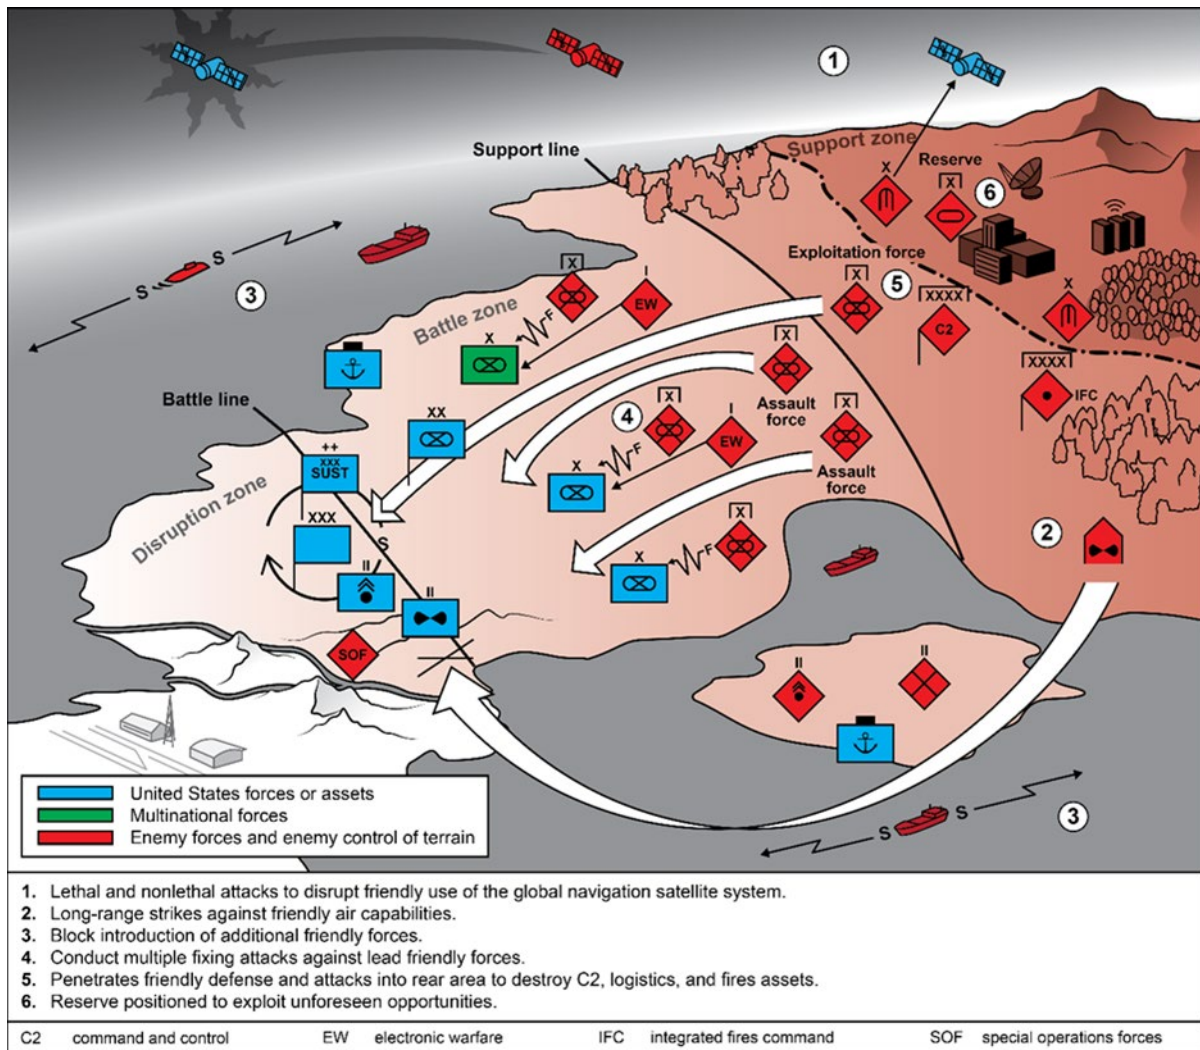 1
Support line
Support zone
X
Reserve
X
6
Exploitation force
X
5
XXXX
C2
X
XXXX
IFC
S
S
3
Battle zone
X
I
EW
F
X
X
Assault
force
Battle line
XX
4
X
I
EW
F
X
X
Assault
force
++
XXX
SUST
Disruption zone
XXX
S
II
II
X
F
X
2
SOF
II
II
S
S
3
United States forces or assets
Multinational forces
Enemy forces and enemy control of terrain
1. Lethal and nonlethal attacks to disrupt friendly use of the global navigation satellite system.
2. Long-range strikes against friendly air capabilities.
3. Block introduction of additional friendly forces.
4. Conduct multiple fixing attacks against lead friendly forces.
5. Penetrates friendly defense and attacks into rear area to destroy C2, logistics, and fires assets.
6. Reserve positioned to exploit unforeseen opportunities.
C2 command and control EW electronic warfare IFC integrated fires command SOF special operations forces